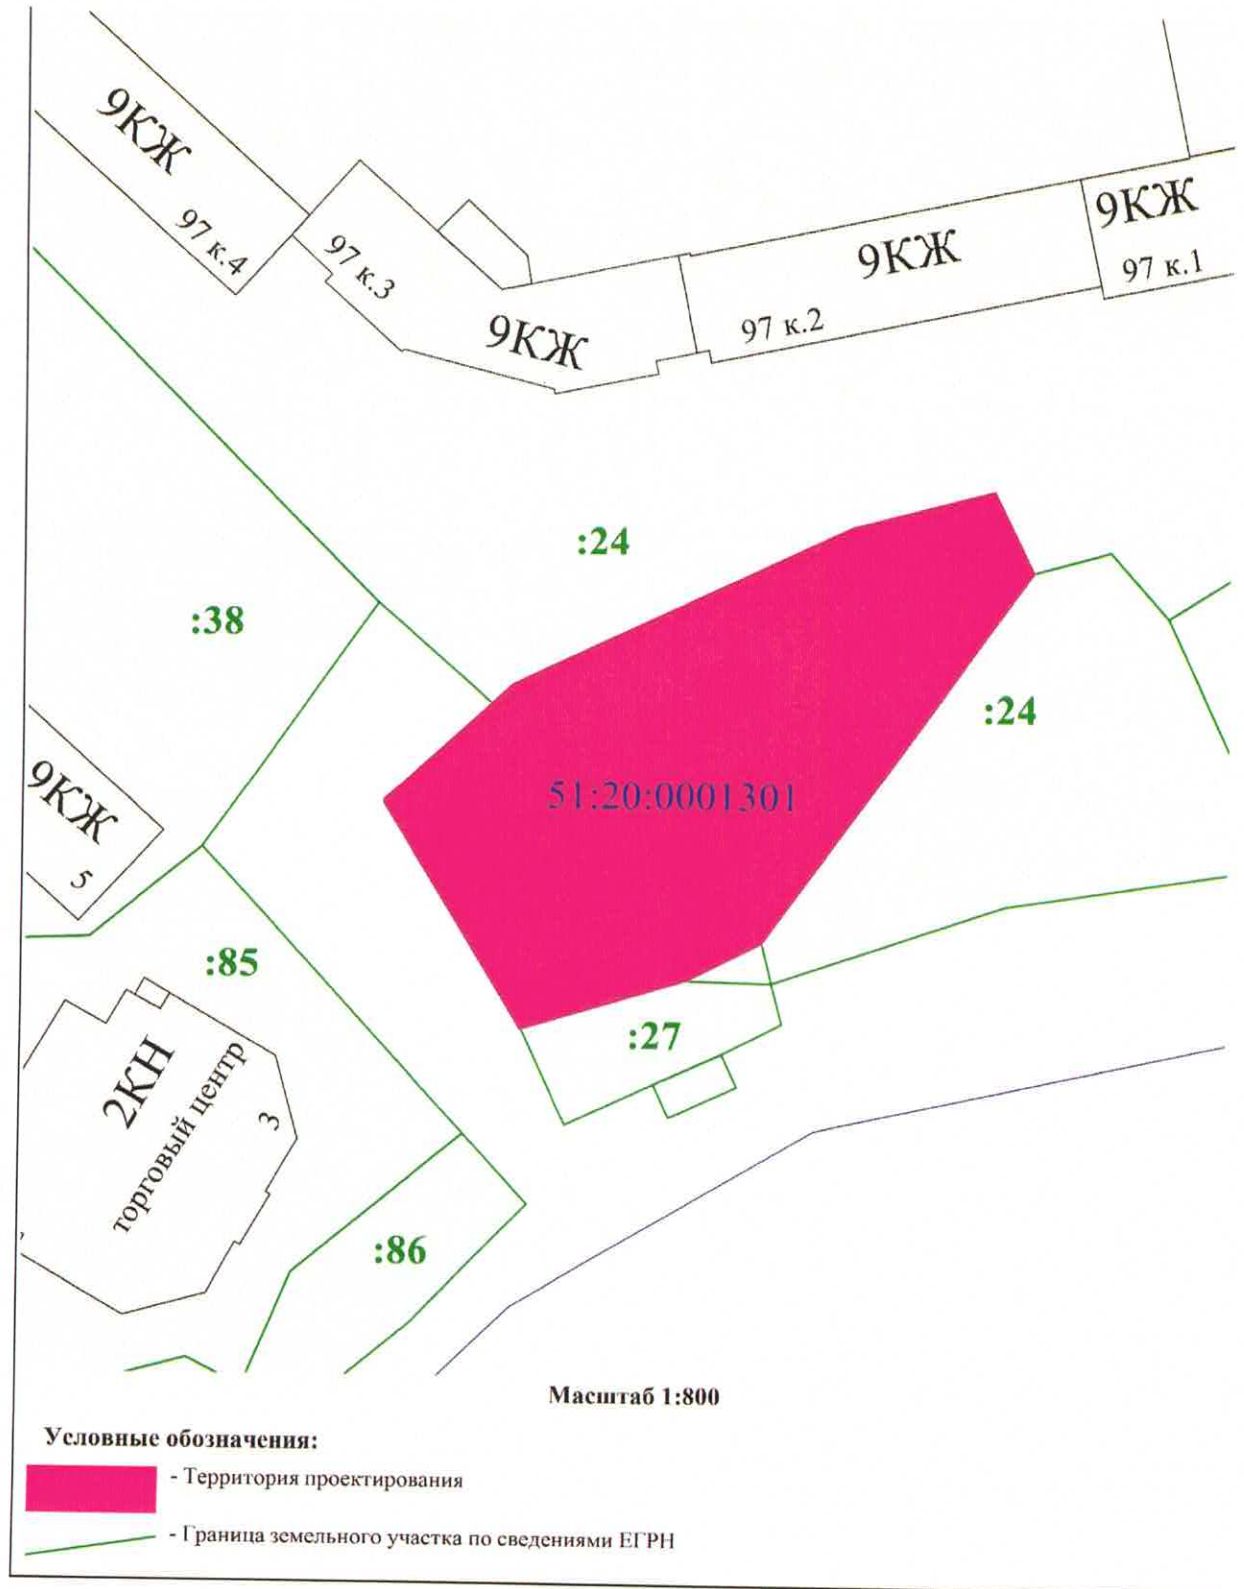 9КЖ
97 к.4
97 к.3
9КЖ
9КЖ
97 к.2
9КЖ
97 к.1
:24
:38
:24
9КЖ
5
51:20:0001301
:85
:27
2КН
торговый центр
3
:86
Масштаб 1:800
Условные обозначения:
- Территория проектирования
- Граница земельного участка по сведениями ЕГРН